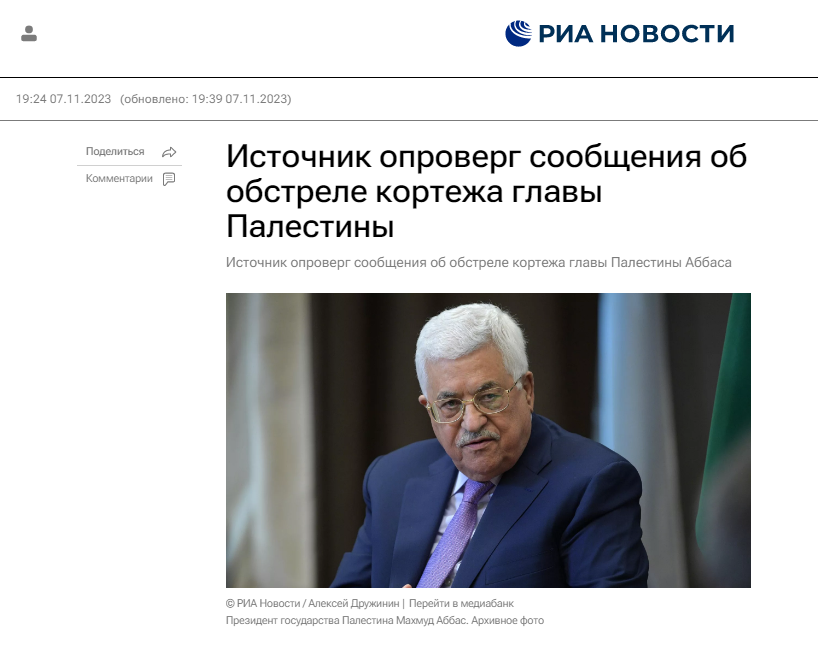 РИА НОВОСТИ
19:24 07.11.2023 (обновлено: 19:39 07.11.2023)
Поделиться
Комментарии
Источник опроверг сообщения об
обстреле кортежа главы
Палестины
Источник опроверг сообщения об обстреле кортежа главы Палестины Аббаса
© РИА Новости / Алексей Дружинин | Перейти в медиабанк
Президент государства Палестина Махмуд Аббас. Архивное фото